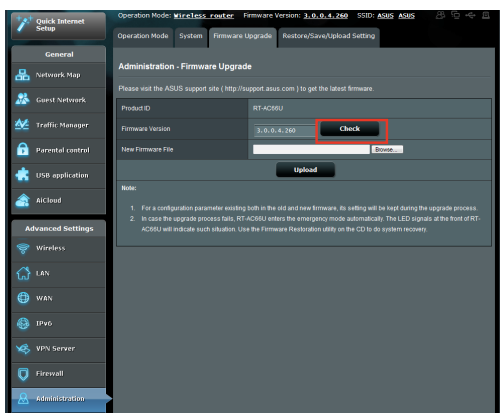 Quick Internet
Setup
Operation Mode: Wireless router Firmware Version: 3.0.0.4.260 SSID: ASUS ASUS
Operation Mode System Firmware Upgrade Restore/Save/Upload Setting
General
Network Map
Guest Network
Traffic Manager
Parental control
USB application
AiCloud
Advanced Settings
Wireless
LAN
WAN
IPv6
VPN Server
Firewall
Administration
Administration - Firmware Upgrade
Please visit the ASUS support site ( http://support.asus.com ) to get the latest firmware.
Product ID RT-AC66U
Firmware Version 3.0.0.4.260 Check
New Firmware File Browse...
Upload
Note:
1. For a configuration parameter existing both in the old and new firmware, its setting will be kept during the upgrade process.
2. In case the upgrade process fails, RT-AC66U enters the emergency mode automatically. The LED signals at the front of RT-
AC66U will indicate such situation. Use the Firmware Restoration utility on the CD to do system recovery.